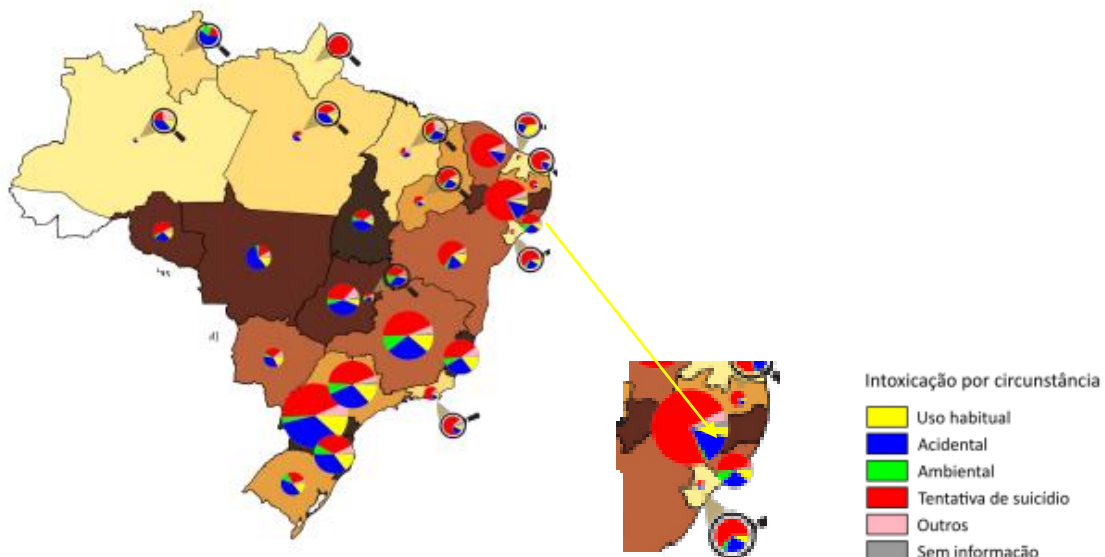 Intoxicação por circunstância
Uso habitual
Acidental
Ambiental
Tentativa de suicídio
Outros
Sem informação